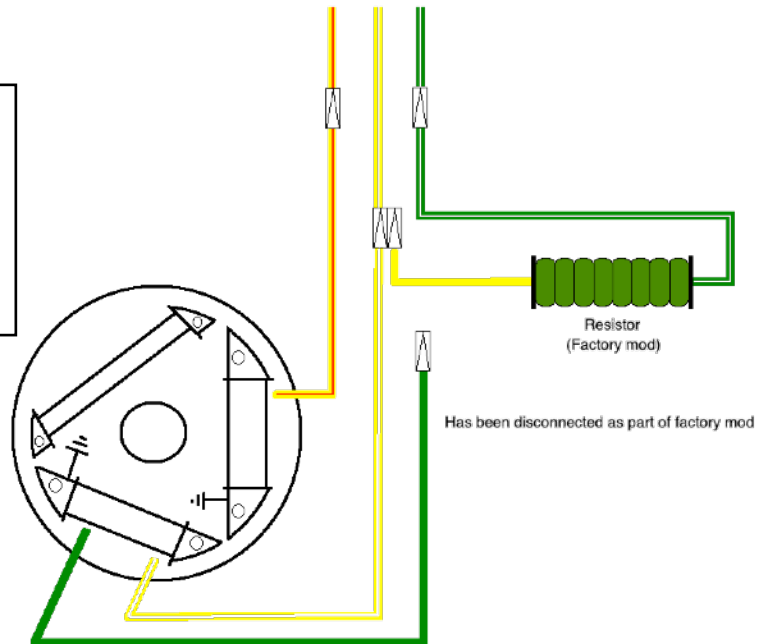 Resistor
(Factory mod)
Has been disconnected as part of factory mod